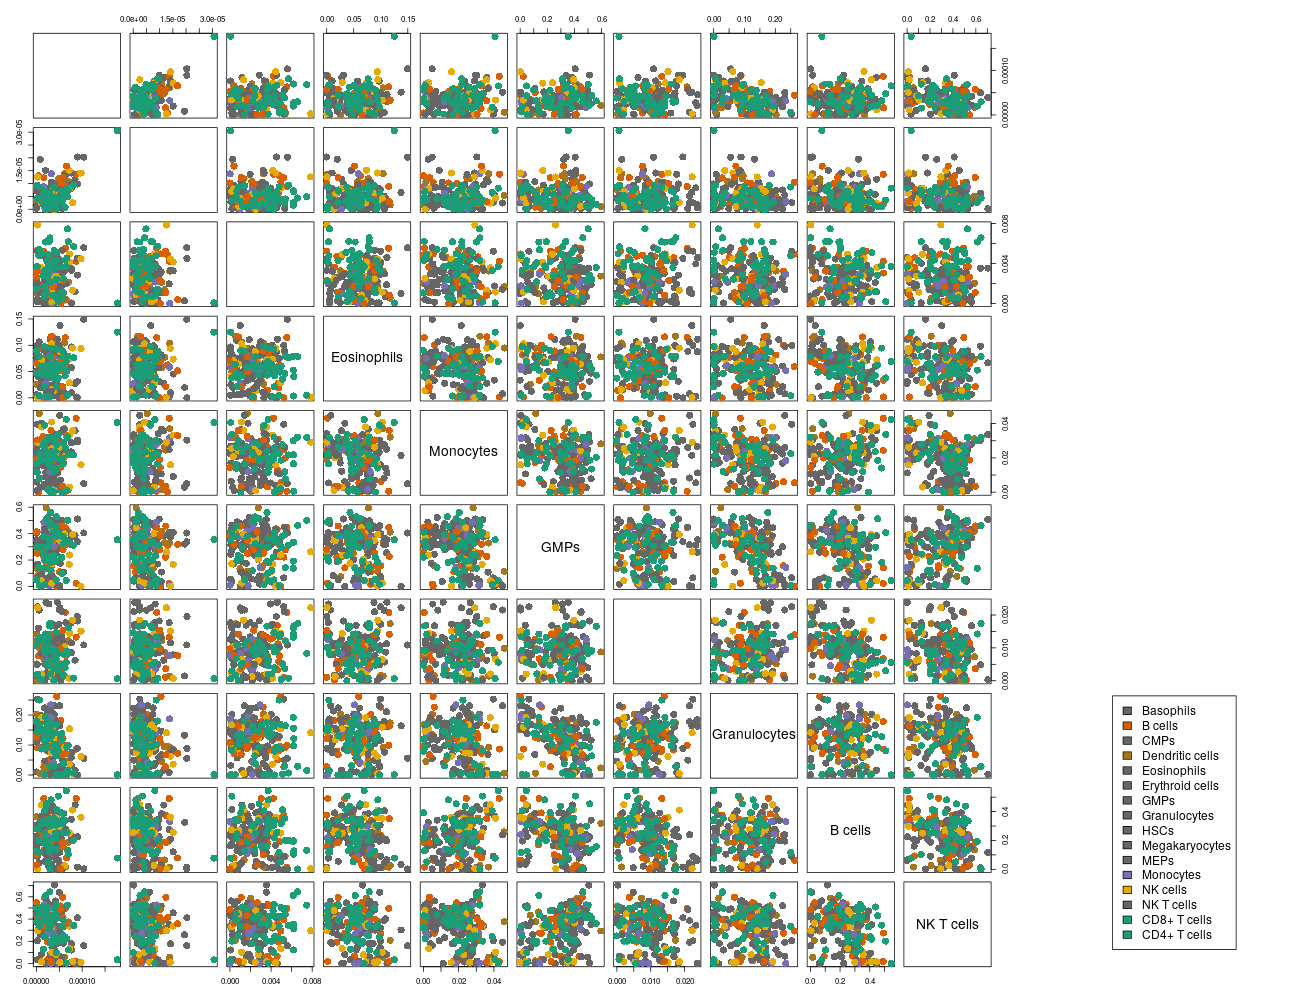 0.0e+00 1.5e-05 3.0e-05 0.00 0.05 0.10 0.15 0.0 0.2 0.4 0.6 0.00 0.10 0.20 0.0 0.2 0.4 0.6
0.00000 0.00010
0.0e+00 1.5e-05 3.0e-05
0.000 0.004 0.008
0.00 0.05 0.10 0.15
Eosinophils
Monocytes
0.00 0.02 0.04
0.0 0.2 0.4 0.6
GMPs
0.000 0.010 0.020
0.00 0.10 0.20
Granulocytes
B cells
0.0 0.2 0.4
0.0 0.2 0.4 0.6
NK T cells
0.00000 0.00010 0.000 0.004 0.008 0.00 0.02 0.04 0.000 0.010 0.020 0.0 0.2 0.4
Basophils
B cells
CMPs
Dendritic cells
Eosinophils
Erythroid cells
GMPs
Granulocytes
HSCs
Megakaryocytes
MEPs
Monocytes
NK cells
NK T cells
CD8+ T cells
CD4+ T cells